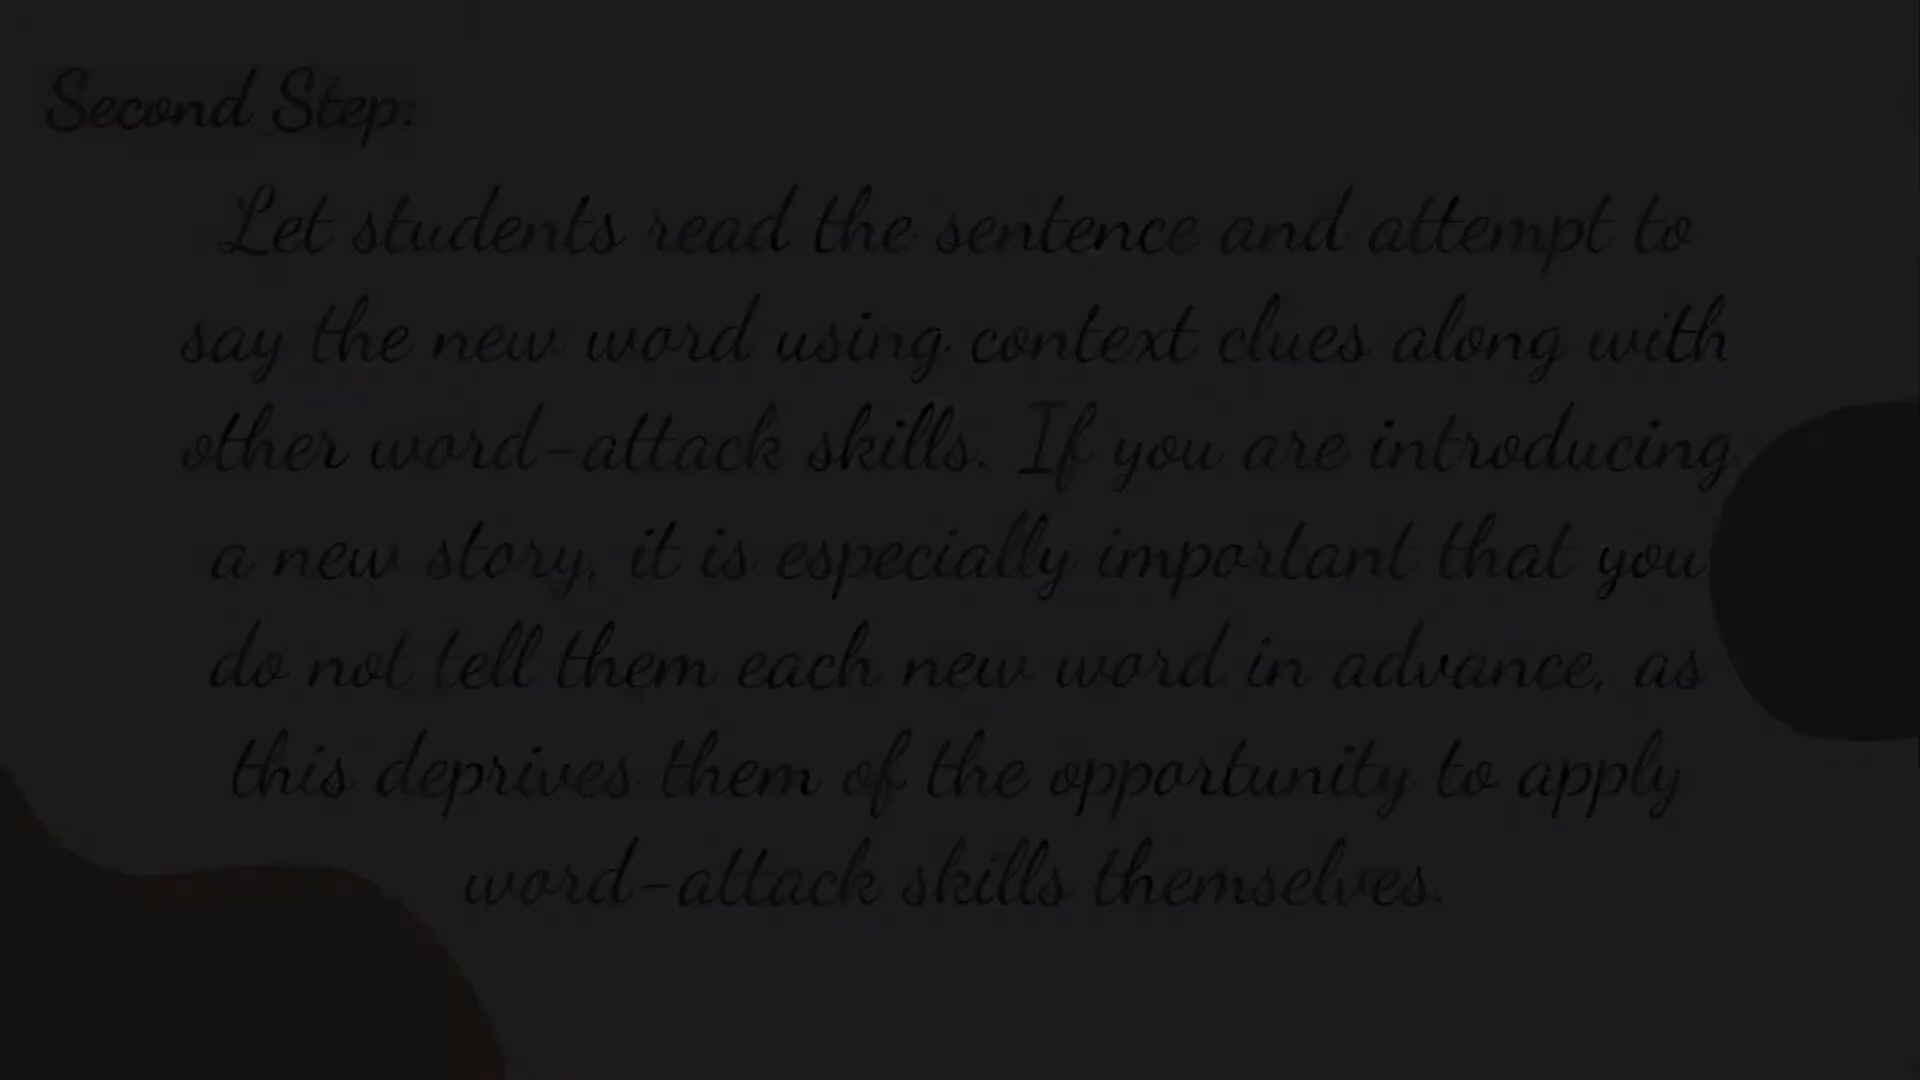 Second Step:
Let students read the sentence and attempt to
say the new word using context clues along with
other word-attack skills. If you are introducing
a new story, it is especially important that you
do not tell them each new word in advance, as
this deprives them of the opportunity to apply
word-attack skills themselves.